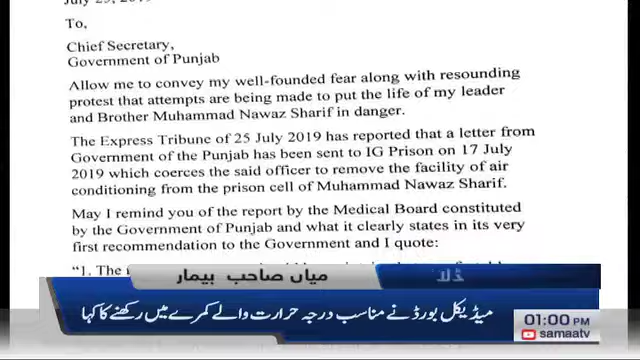 To,
Chief Secretary,
Government of Punjab
Allow me to convey my well-founded fear along with resounding
protest that attempts are being made to put the life of my leader
and Brother Muhammad Nawaz Sharif in danger.
The Express Tribune of 25 July 2019 has reported that a letter from
Government of the Punjab has been sent to IG Prison on 17 July
2019 which coerces the said officer to remove the facility of air
conditioning from the prison cell of Muhammad Nawaz Sharif.
May I remind you of the report by the Medical Board constituted
by the Government of Punjab and what it clearly states in its very
first recommendation to the Government and I quote:
"1. The
میاں صاحب بیمار
میڈیکل بورڈ نے مناسب درجہ حرارت والے کمرے میں رکھنے کا کہا
01:00 PM
samaatv